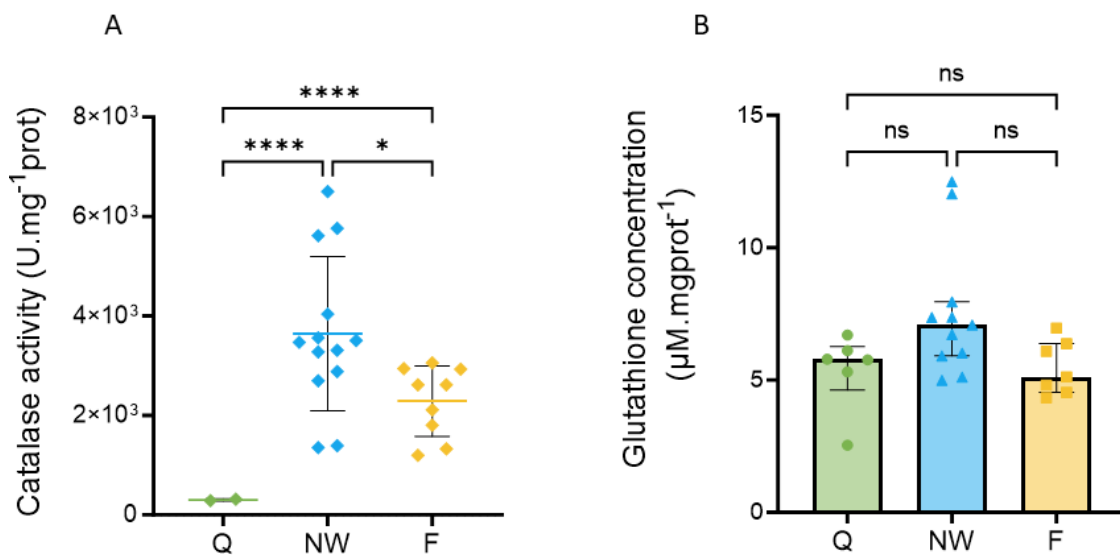 A
Catalase activity (U.mg⁻¹prot)
8×10³
6×10³
4×10³
2×10³
0
****
****
*
Q
NW
F
B
Glutathione concentration
(µM.mgprot⁻¹)
15
10
5
0
ns
ns
ns
Q
NW
F